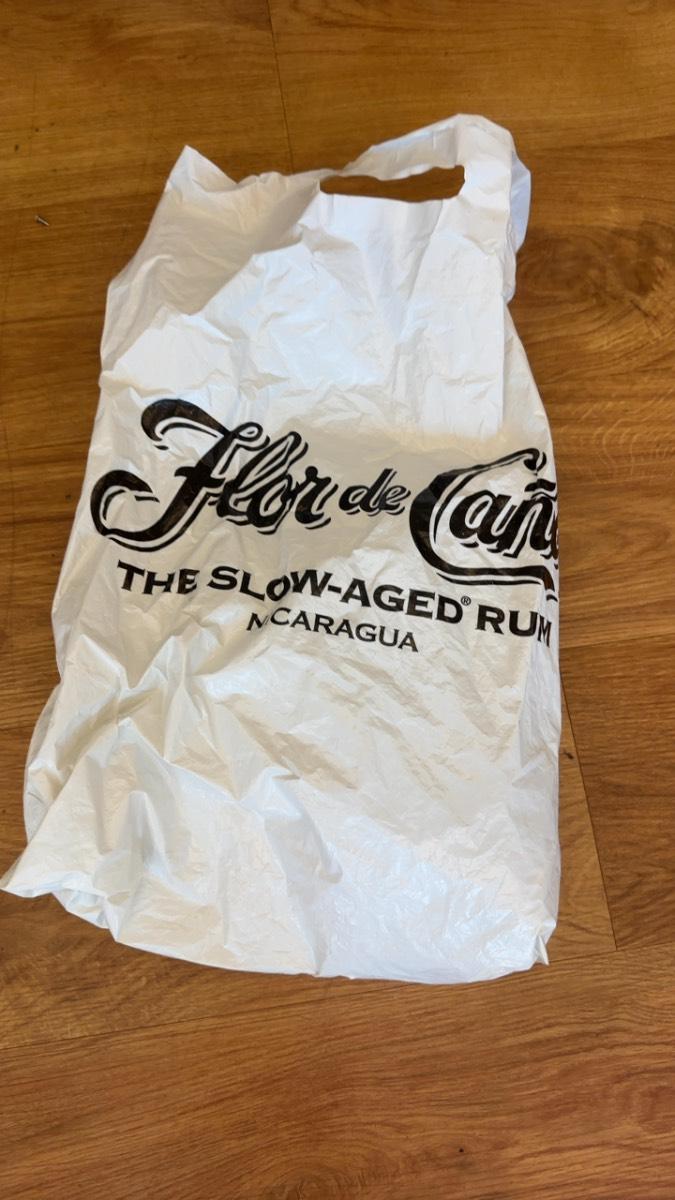 Flor de Caña
THE SLOW-AGED® RUM
NICARAGUA